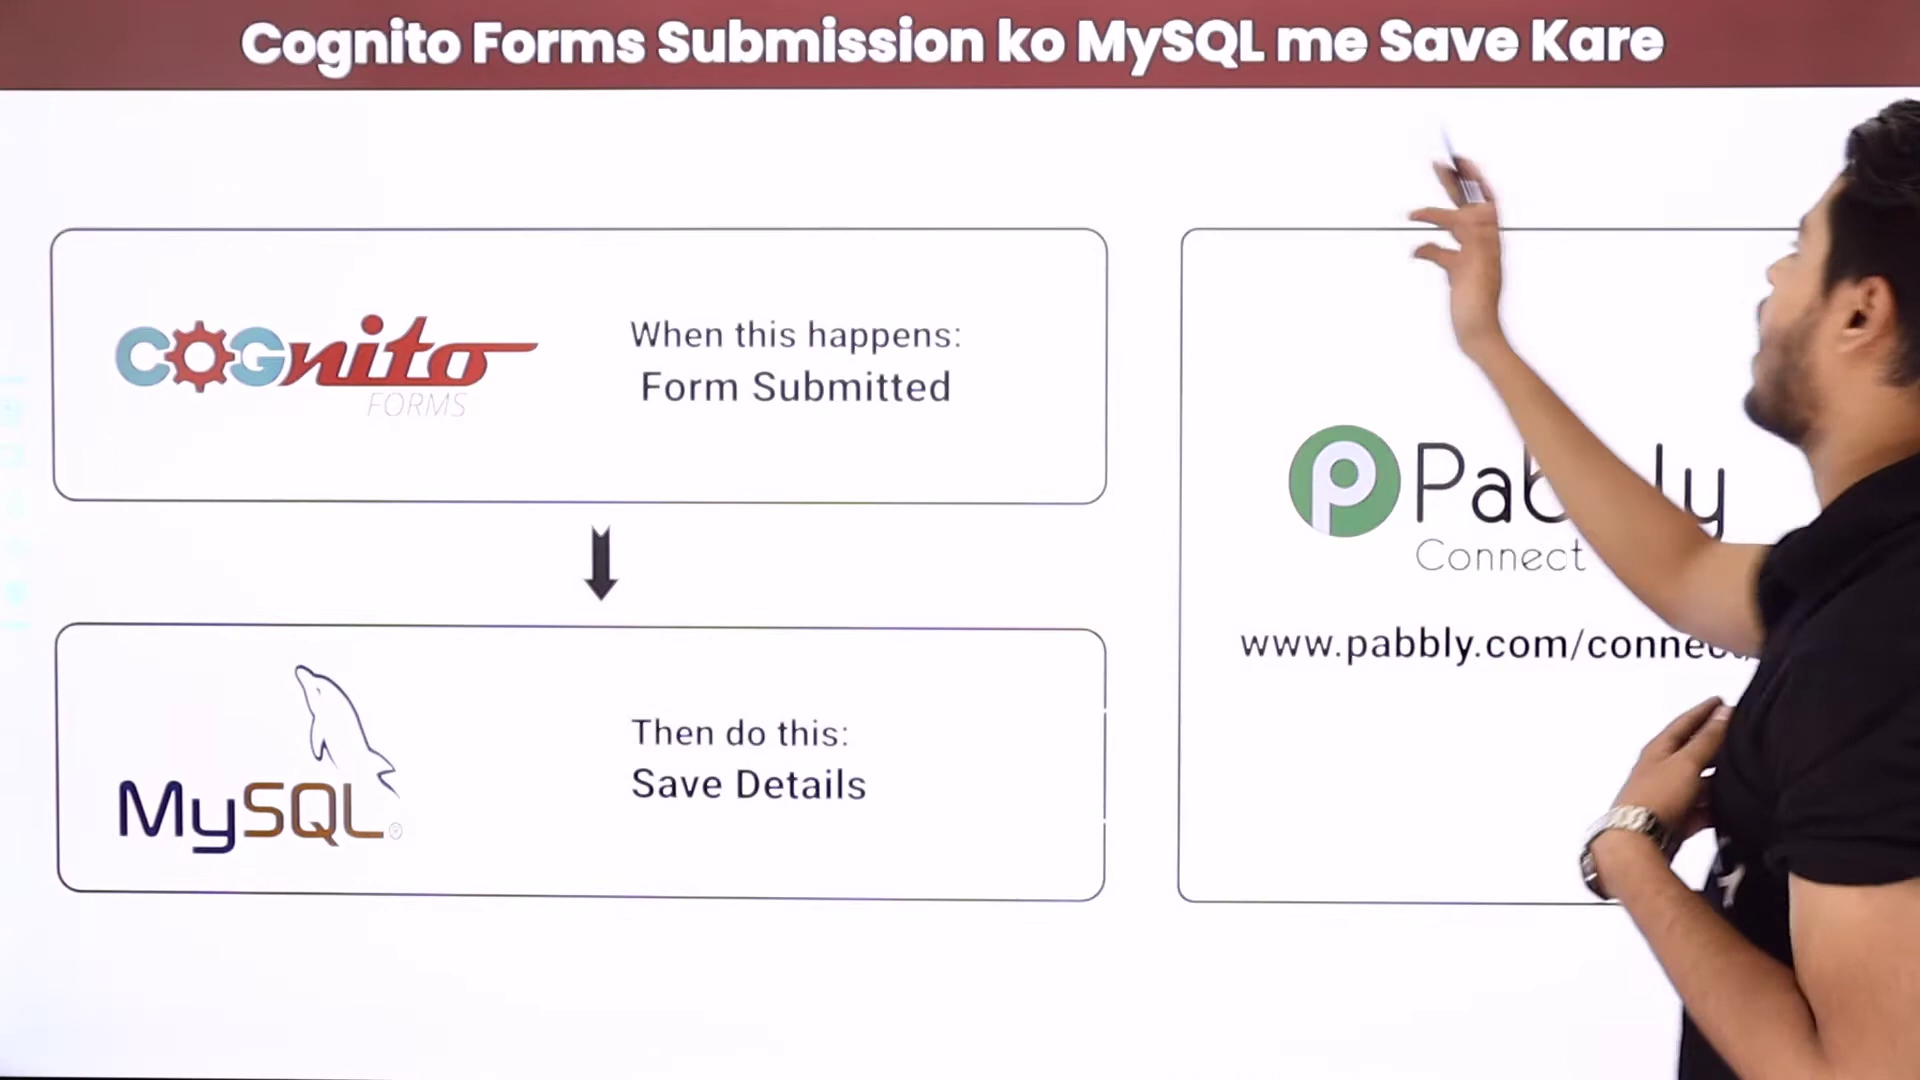 Cognito Forms Submission ko MySQL me Save Kare
COGnito
FORMS
When this happens:
Form Submitted
MySQL®
Then do this:
Save Details
Connect